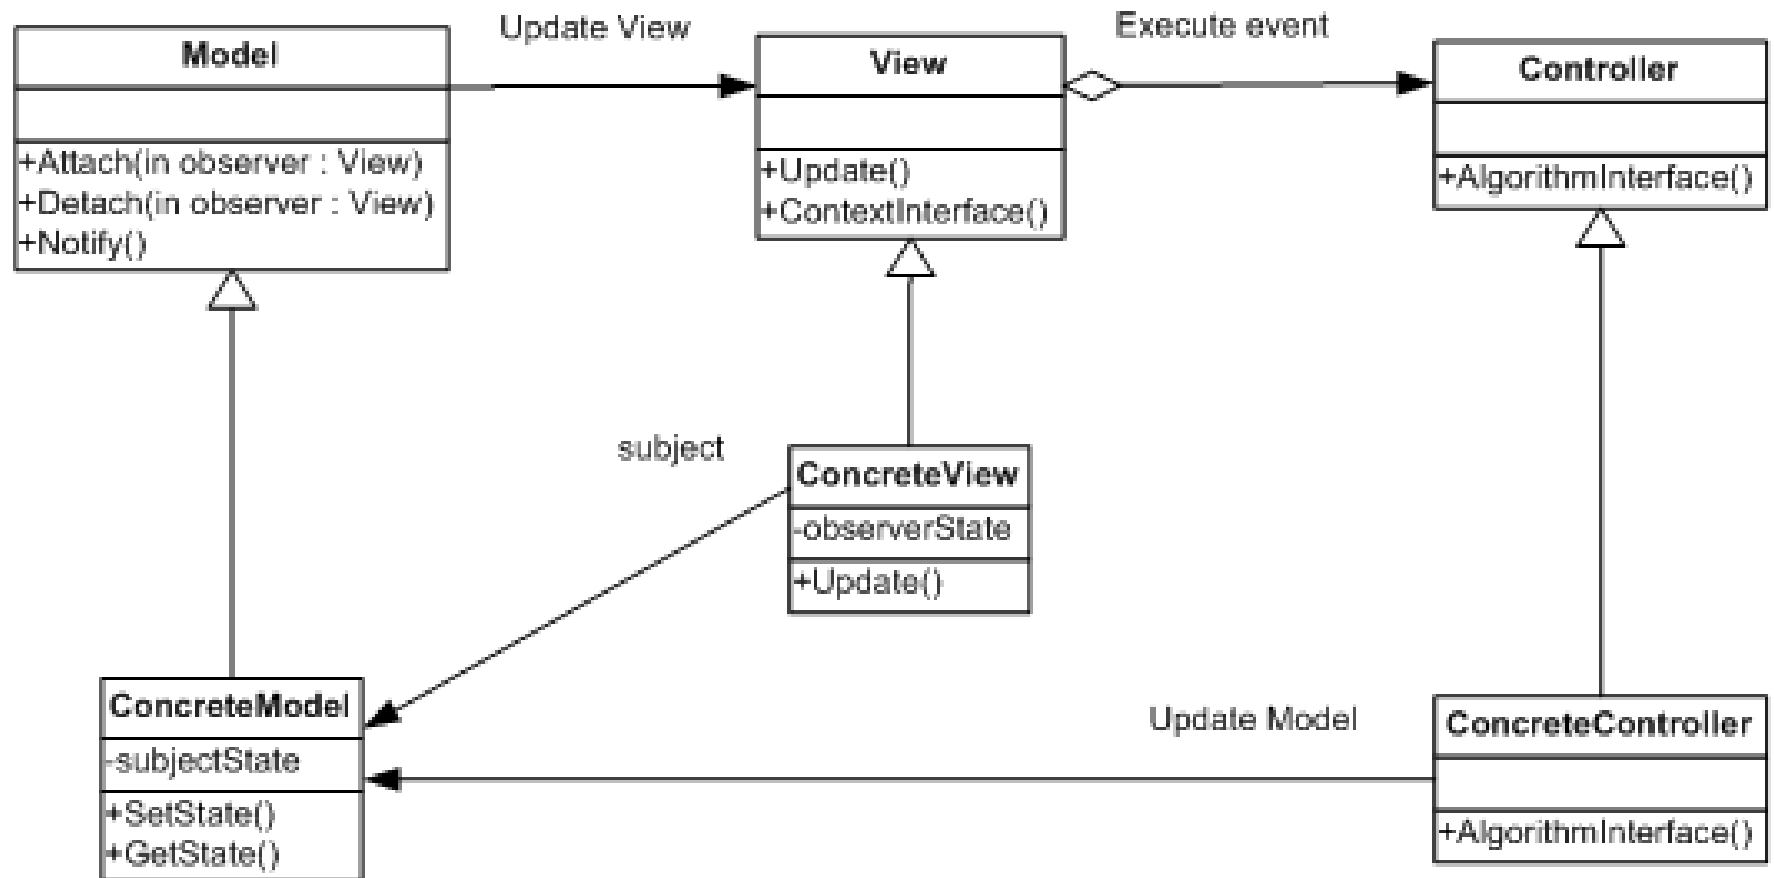 Model
+Attach(in observer : View)
+Detach(in observer : View)
+Notify()
Update View
View
+Update()
+ContextInterface()
Execute event
Controller
+AlgorithmInterface()
subject
ConcreteView
-observerState
+Update()
ConcreteModel
-subjectState
+SetState()
+GetState()
Update Model
ConcreteController
+AlgorithmInterface()